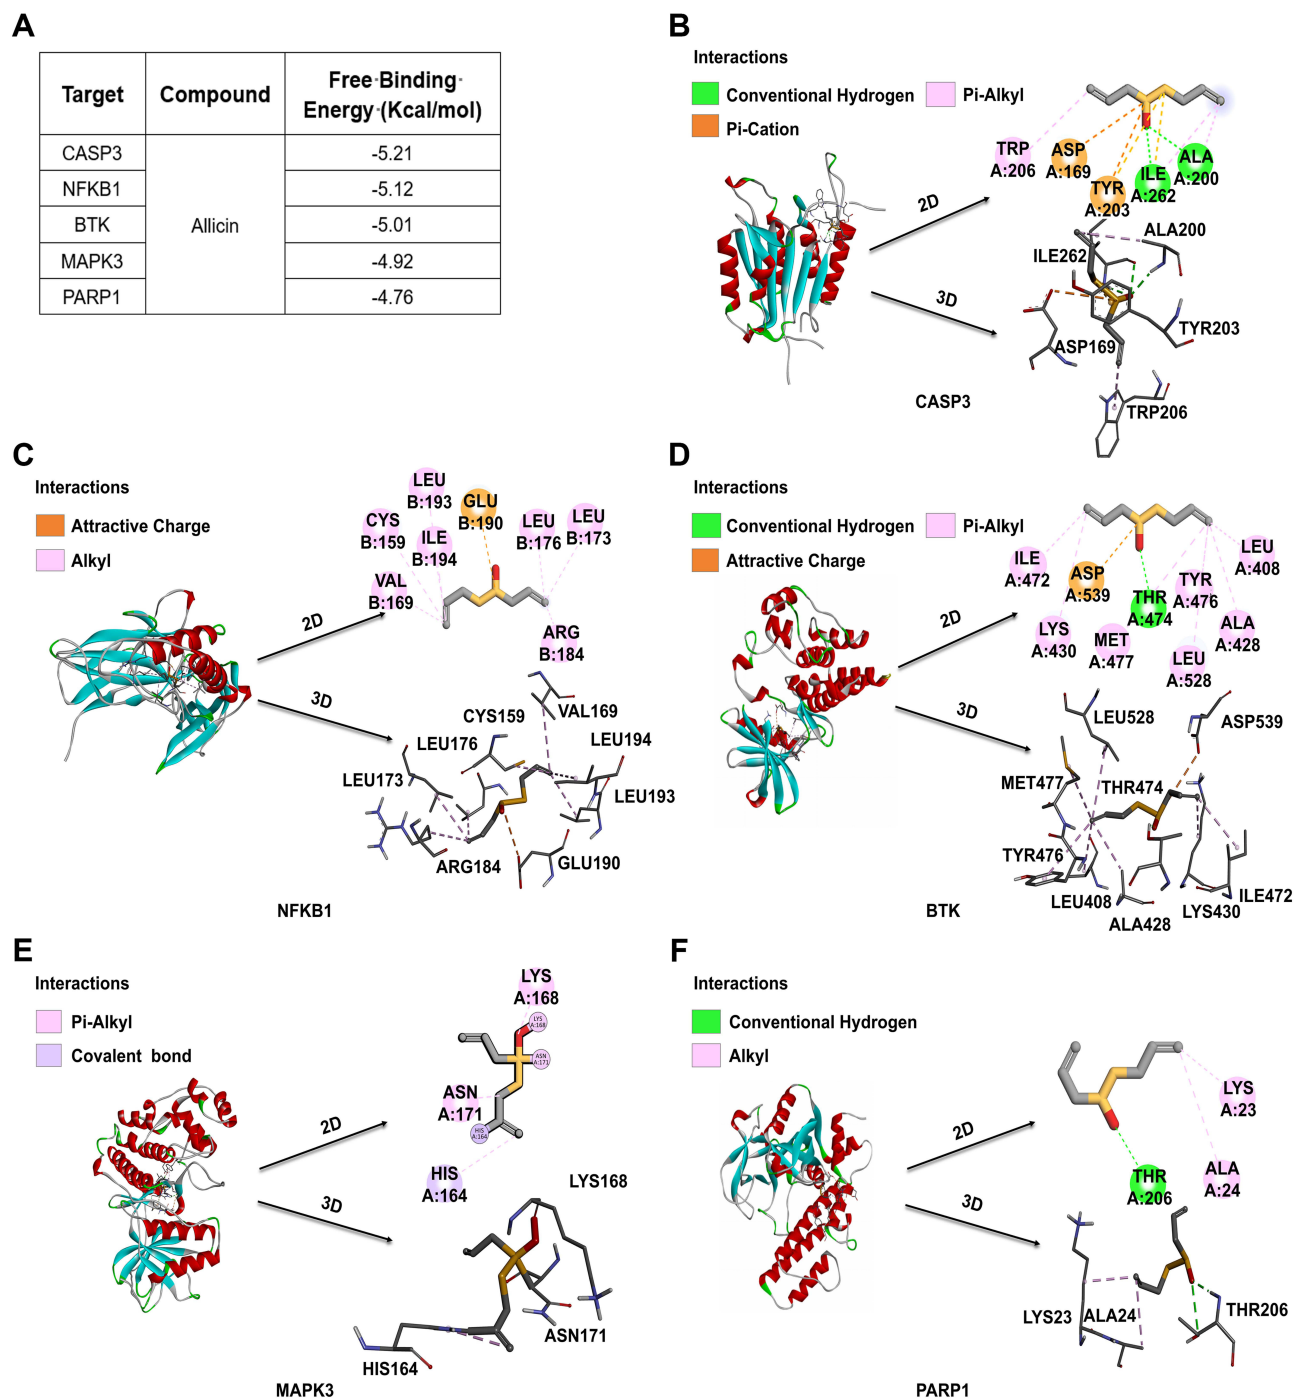 A
Target
Compound
Free Binding
Energy (Kcal/mol)
CASP3
-5.21
NFKB1
-5.12
BTK
Allicin
-5.01
MAPK3
-4.92
PARP1
-4.76
B
Interactions
Conventional Hydrogen
Pi-Alkyl
Pi-Cation
2D
3D
TRP
A:206
ASP
A:169
TYR
A:203
ILE
A:262
ALA
A:200
ILE262
ALA200
ASP169
TYR203
TRP206
CASP3
C
Interactions
Attractive Charge
Alkyl
2D
3D
LEU
B:193
GLU
B:190
CYS
B:159
ILE
B:194
LEU
B:176
LEU
B:173
VAL
B:169
ARG
B:184
CYS159
VAL169
LEU176
LEU194
LEU173
LEU193
ARG184
GLU190
NFKB1
D
Interactions
Conventional Hydrogen
Pi-Alkyl
Attractive Charge
2D
3D
ILE
A:472
ASP
A:539
LEU
A:408
TYR
A:476
THR
A:474
LYS
A:430
MET
A:477
ALA
A:428
LEU
A:528
LEU528
ASP539
MET477
THR474
TYR476
LEU408
ALA428
LYS430
ILE472
BTK
E
Interactions
Pi-Alkyl
Covalent bond
2D
3D
LYS
A:168
LYS
A:168
ASN
A:171
ASN
A:171
HIS
A:164
HIS
A:164
LYS168
ASN171
HIS164
MAPK3
F
Interactions
Conventional Hydrogen
Alkyl
2D
3D
LYS
A:23
THR
A:206
ALA
A:24
LYS23
ALA24
THR206
PARP1